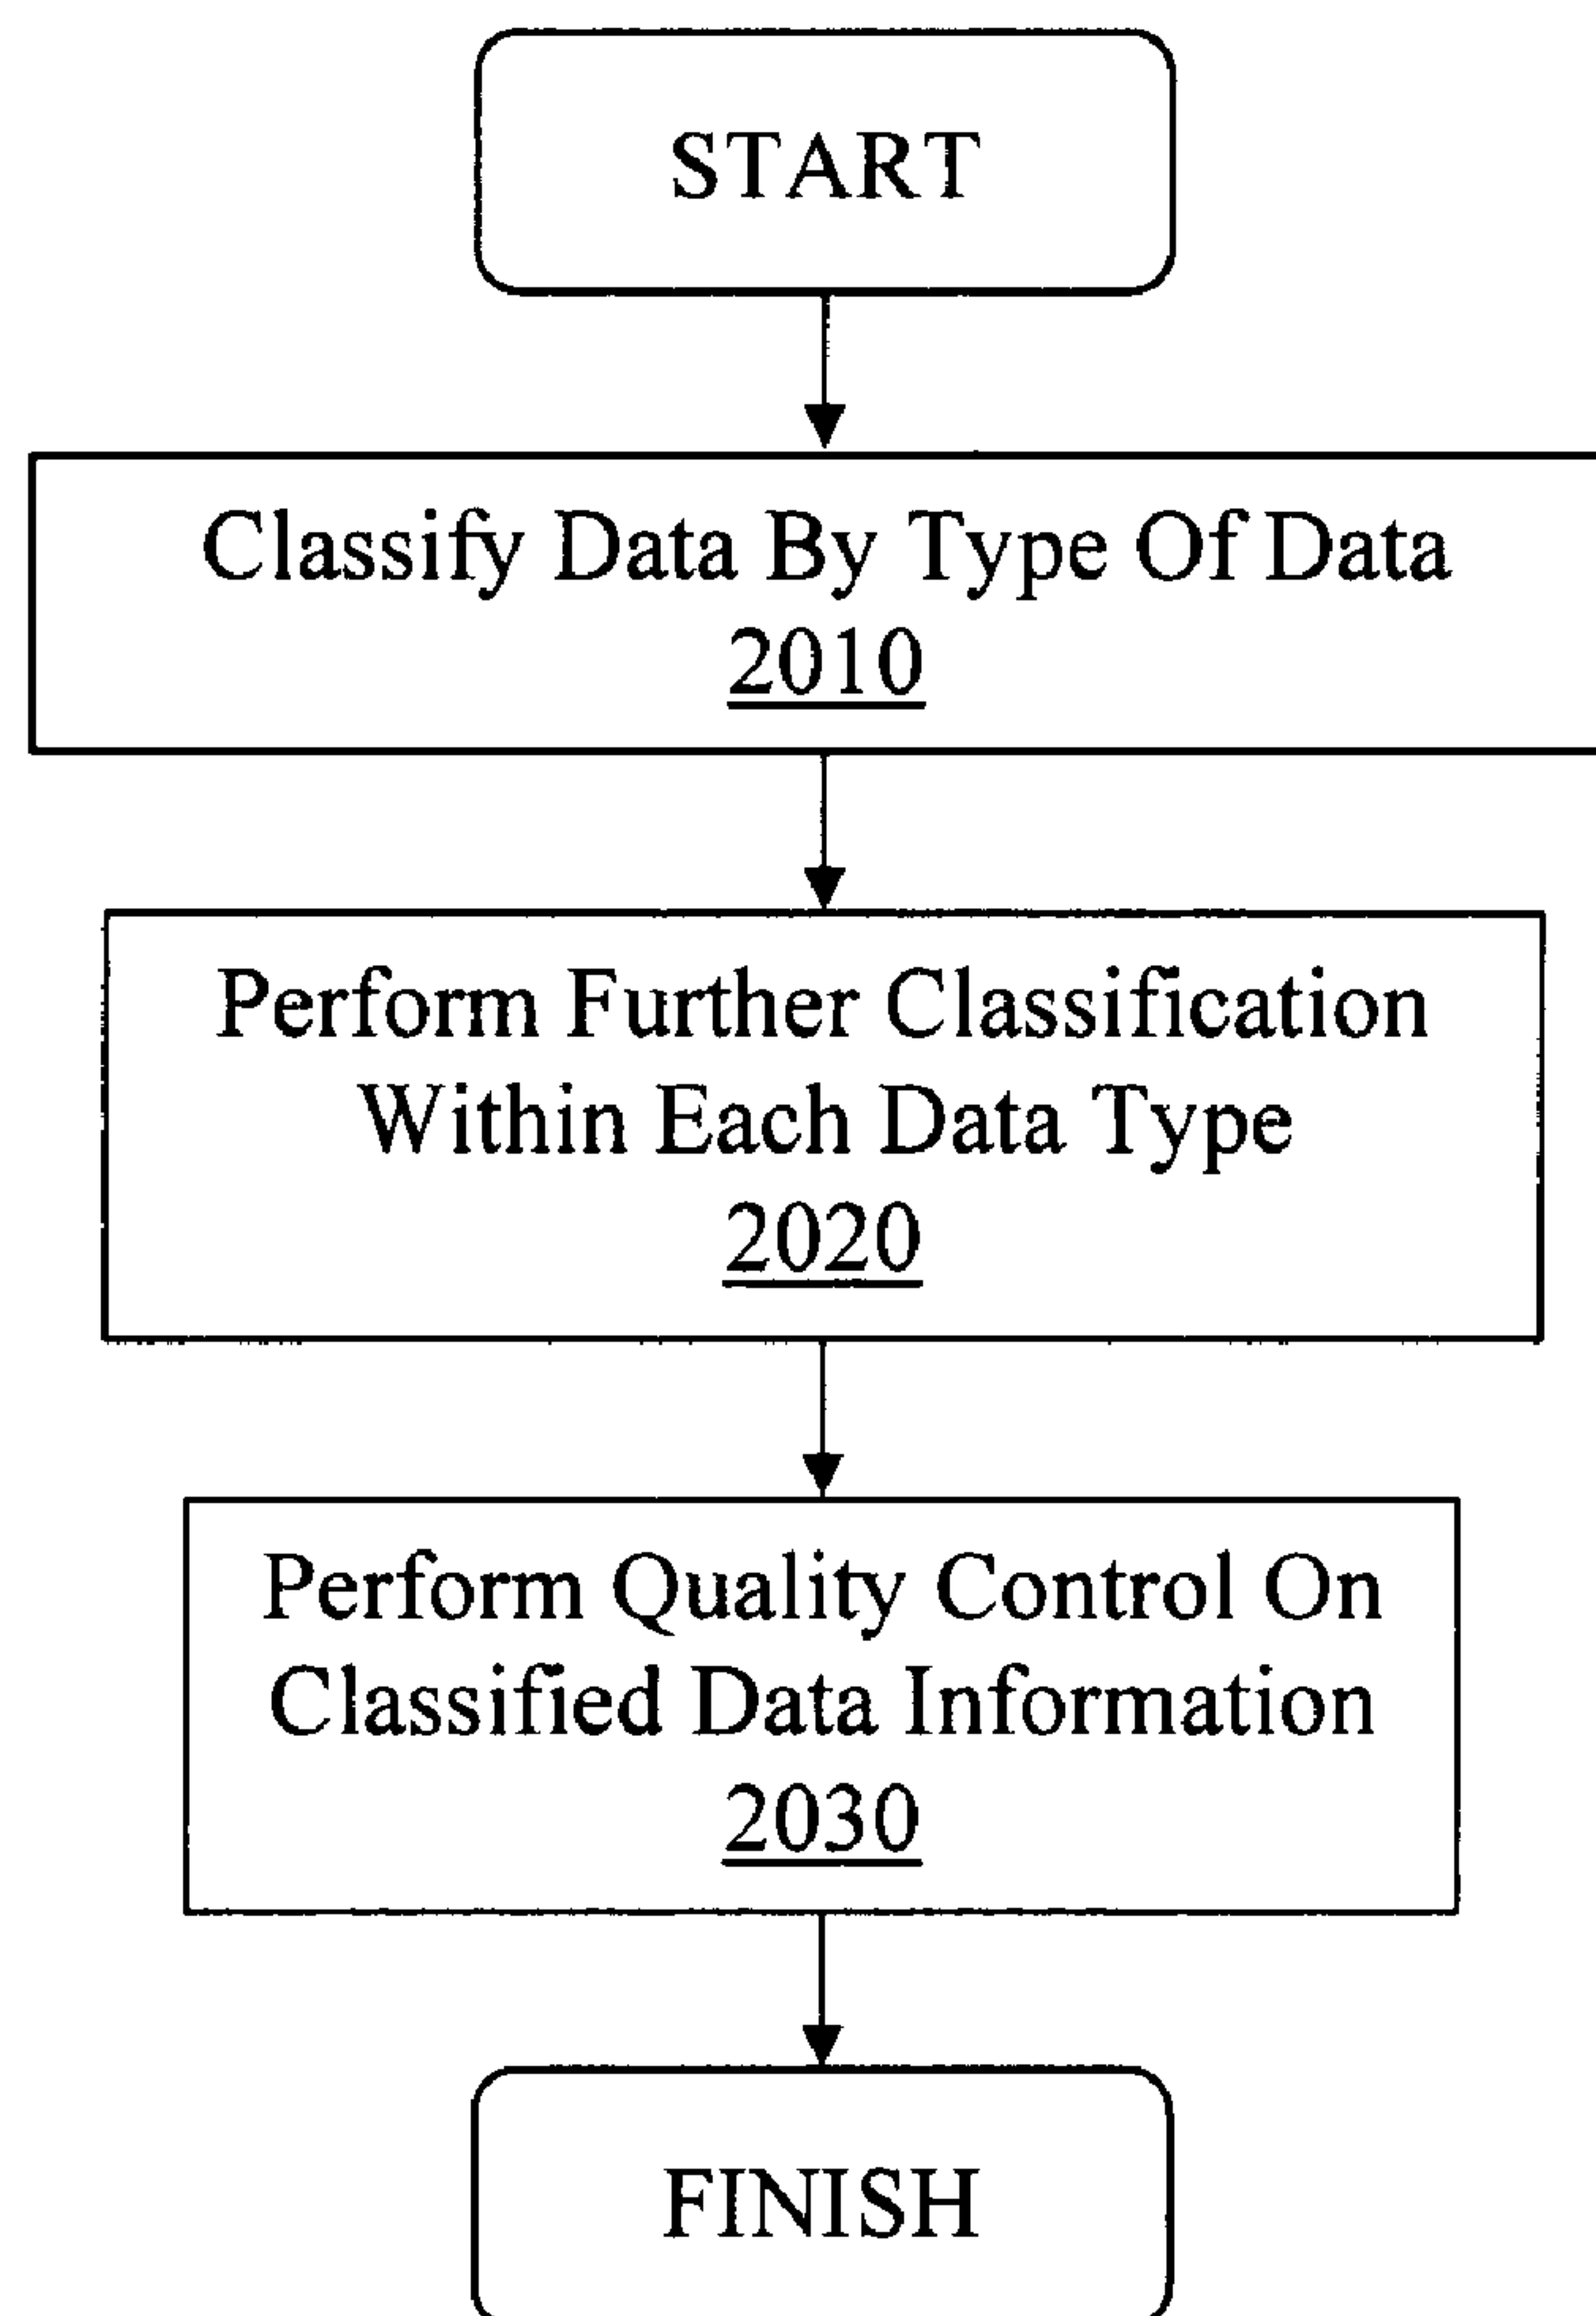 START
Classify Data By Type Of Data
2010
Perform Further Classification
Within Each Data Type
2020
Perform Quality Control On
Classified Data Information
2030
FINISH